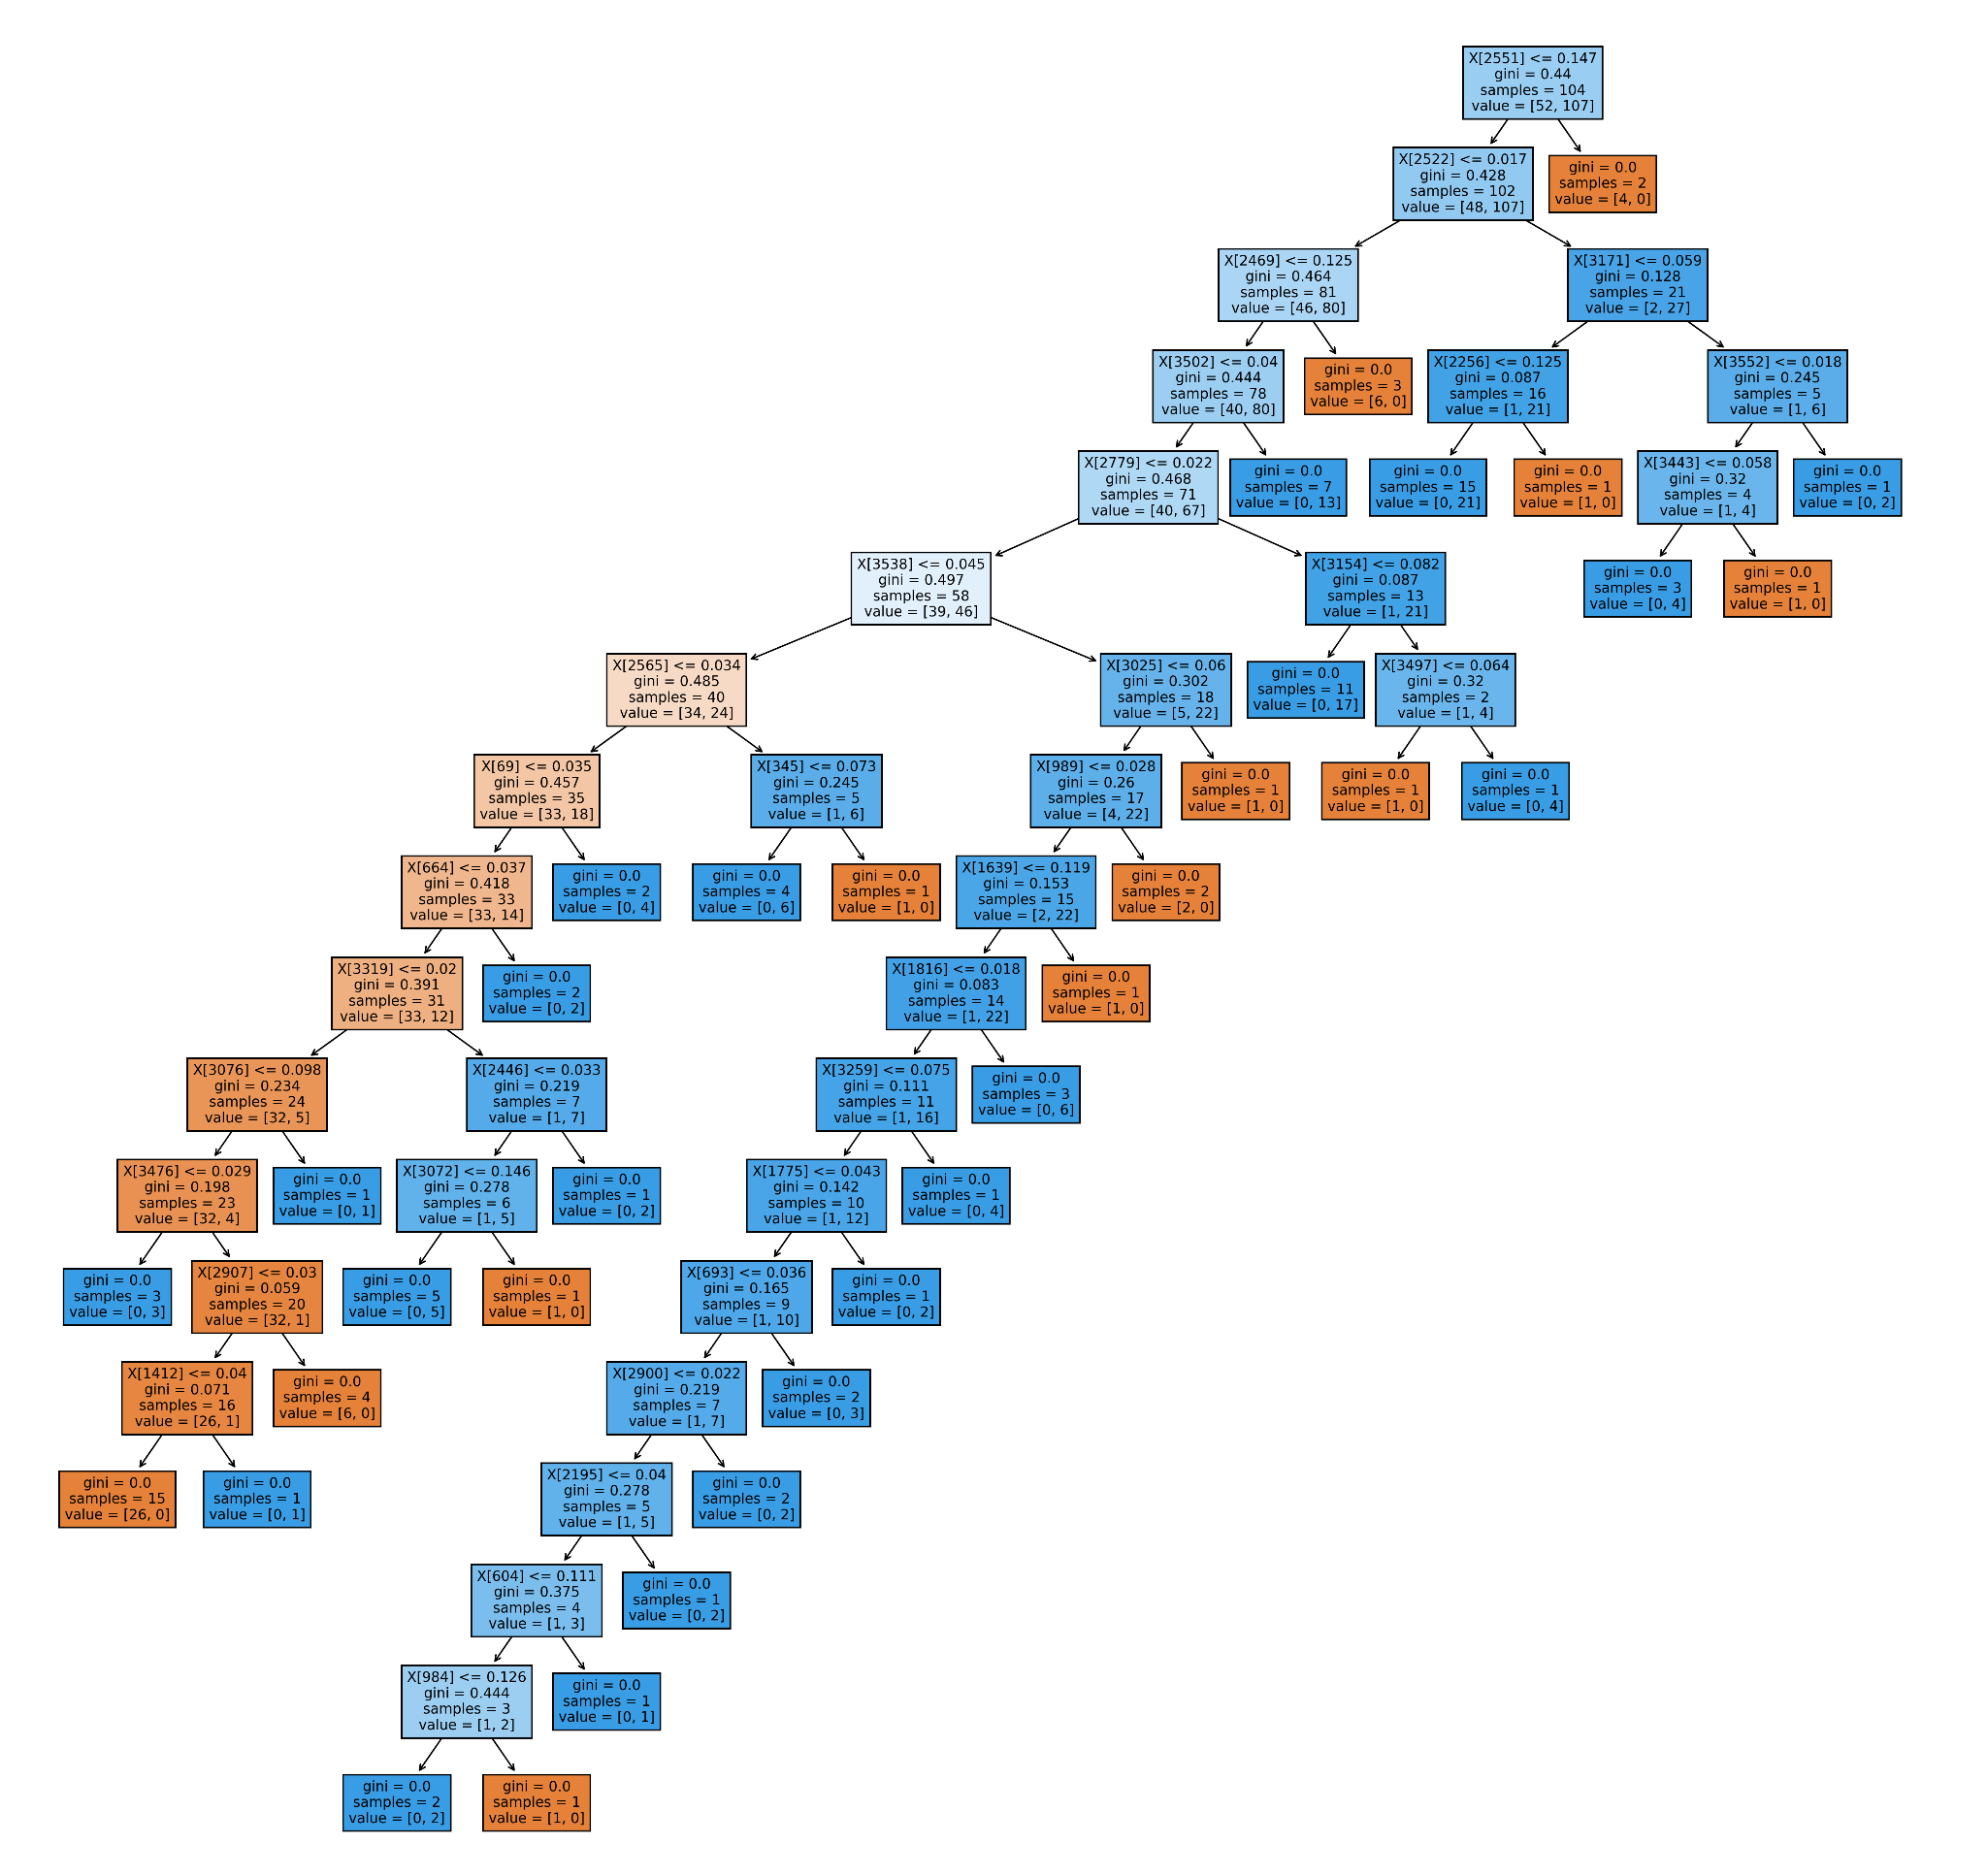 X[2551] <= 0.147
gini = 0.44
samples = 104
value = [52, 107]
X[2522] <= 0.017
gini = 0.428
samples = 102
value = [48, 107]
gini = 0.0
samples = 2
value = [4, 0]
X[2469] <= 0.125
gini = 0.464
samples = 81
value = [46, 80]
X[3171] <= 0.059
gini = 0.128
samples = 21
value = [2, 27]
X[3502] <= 0.04
gini = 0.444
samples = 78
value = [40, 80]
gini = 0.0
samples = 3
value = [6, 0]
X[2256] <= 0.125
gini = 0.087
samples = 16
value = [1, 21]
X[3552] <= 0.018
gini = 0.245
samples = 5
value = [1, 6]
X[2779] <= 0.022
gini = 0.468
samples = 71
value = [40, 67]
gini = 0.0
samples = 7
value = [0, 13]
gini = 0.0
samples = 15
value = [0, 21]
gini = 0.0
samples = 1
value = [1, 0]
X[3443] <= 0.058
gini = 0.32
samples = 4
value = [1, 4]
gini = 0.0
samples = 1
value = [0, 2]
X[3538] <= 0.045
gini = 0.497
samples = 58
value = [39, 46]
X[3154] <= 0.082
gini = 0.087
samples = 13
value = [1, 21]
gini = 0.0
samples = 3
value = [0, 4]
gini = 0.0
samples = 1
value = [1, 0]
X[2565] <= 0.034
gini = 0.485
samples = 40
value = [34, 24]
X[3025] <= 0.06
gini = 0.302
samples = 18
value = [5, 22]
gini = 0.0
samples = 11
value = [0, 17]
X[3497] <= 0.064
gini = 0.32
samples = 2
value = [1, 4]
X[69] <= 0.035
gini = 0.457
samples = 35
value = [33, 18]
X[345] <= 0.073
gini = 0.245
samples = 5
value = [1, 6]
X[989] <= 0.028
gini = 0.26
samples = 17
value = [4, 22]
gini = 0.0
samples = 1
value = [1, 0]
gini = 0.0
samples = 1
value = [1, 0]
gini = 0.0
samples = 1
value = [0, 4]
X[664] <= 0.037
gini = 0.418
samples = 33
value = [33, 14]
gini = 0.0
samples = 2
value = [0, 4]
gini = 0.0
samples = 4
value = [0, 6]
gini = 0.0
samples = 1
value = [1, 0]
X[1639] <= 0.119
gini = 0.153
samples = 15
value = [2, 22]
gini = 0.0
samples = 2
value = [2, 0]
X[3319] <= 0.02
gini = 0.391
samples = 31
value = [33, 12]
gini = 0.0
samples = 2
value = [0, 2]
X[1816] <= 0.018
gini = 0.083
samples = 14
value = [1, 22]
gini = 0.0
samples = 1
value = [1, 0]
X[3076] <= 0.098
gini = 0.234
samples = 24
value = [32, 5]
X[2446] <= 0.033
gini = 0.219
samples = 7
value = [1, 7]
X[3259] <= 0.075
gini = 0.111
samples = 11
value = [1, 16]
gini = 0.0
samples = 3
value = [0, 6]
X[3476] <= 0.029
gini = 0.198
samples = 23
value = [32, 4]
gini = 0.0
samples = 1
value = [0, 1]
X[3072] <= 0.146
gini = 0.278
samples = 6
value = [1, 5]
gini = 0.0
samples = 1
value = [0, 2]
X[1775] <= 0.043
gini = 0.142
samples = 10
value = [1, 12]
gini = 0.0
samples = 1
value = [0, 4]
gini = 0.0
samples = 3
value = [0, 3]
X[2907] <= 0.03
gini = 0.059
samples = 20
value = [32, 1]
gini = 0.0
samples = 5
value = [0, 5]
gini = 0.0
samples = 1
value = [1, 0]
X[693] <= 0.036
gini = 0.165
samples = 9
value = [1, 10]
gini = 0.0
samples = 1
value = [0, 2]
X[1412] <= 0.04
gini = 0.071
samples = 16
value = [26, 1]
gini = 0.0
samples = 4
value = [6, 0]
X[2900] <= 0.022
gini = 0.219
samples = 7
value = [1, 7]
gini = 0.0
samples = 2
value = [0, 3]
gini = 0.0
samples = 15
value = [26, 0]
gini = 0.0
samples = 1
value = [0, 1]
X[2195] <= 0.04
gini = 0.278
samples = 5
value = [1, 5]
gini = 0.0
samples = 2
value = [0, 2]
X[604] <= 0.111
gini = 0.375
samples = 4
value = [1, 3]
gini = 0.0
samples = 1
value = [0, 2]
X[984] <= 0.126
gini = 0.444
samples = 3
value = [1, 2]
gini = 0.0
samples = 1
value = [0, 1]
gini = 0.0
samples = 2
value = [0, 2]
gini = 0.0
samples = 1
value = [1, 0]